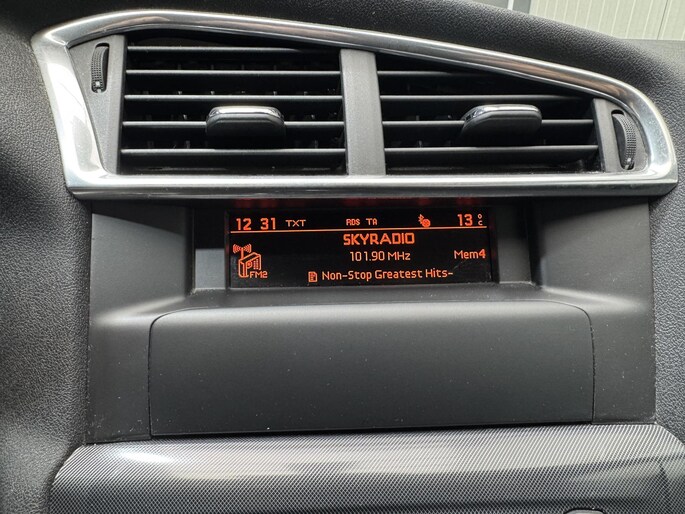 12 31 TXT RDS TA 13 °C
SKYRADIO
101.90 MHz
FM2 Mem4
Non-Stop Greatest Hits-